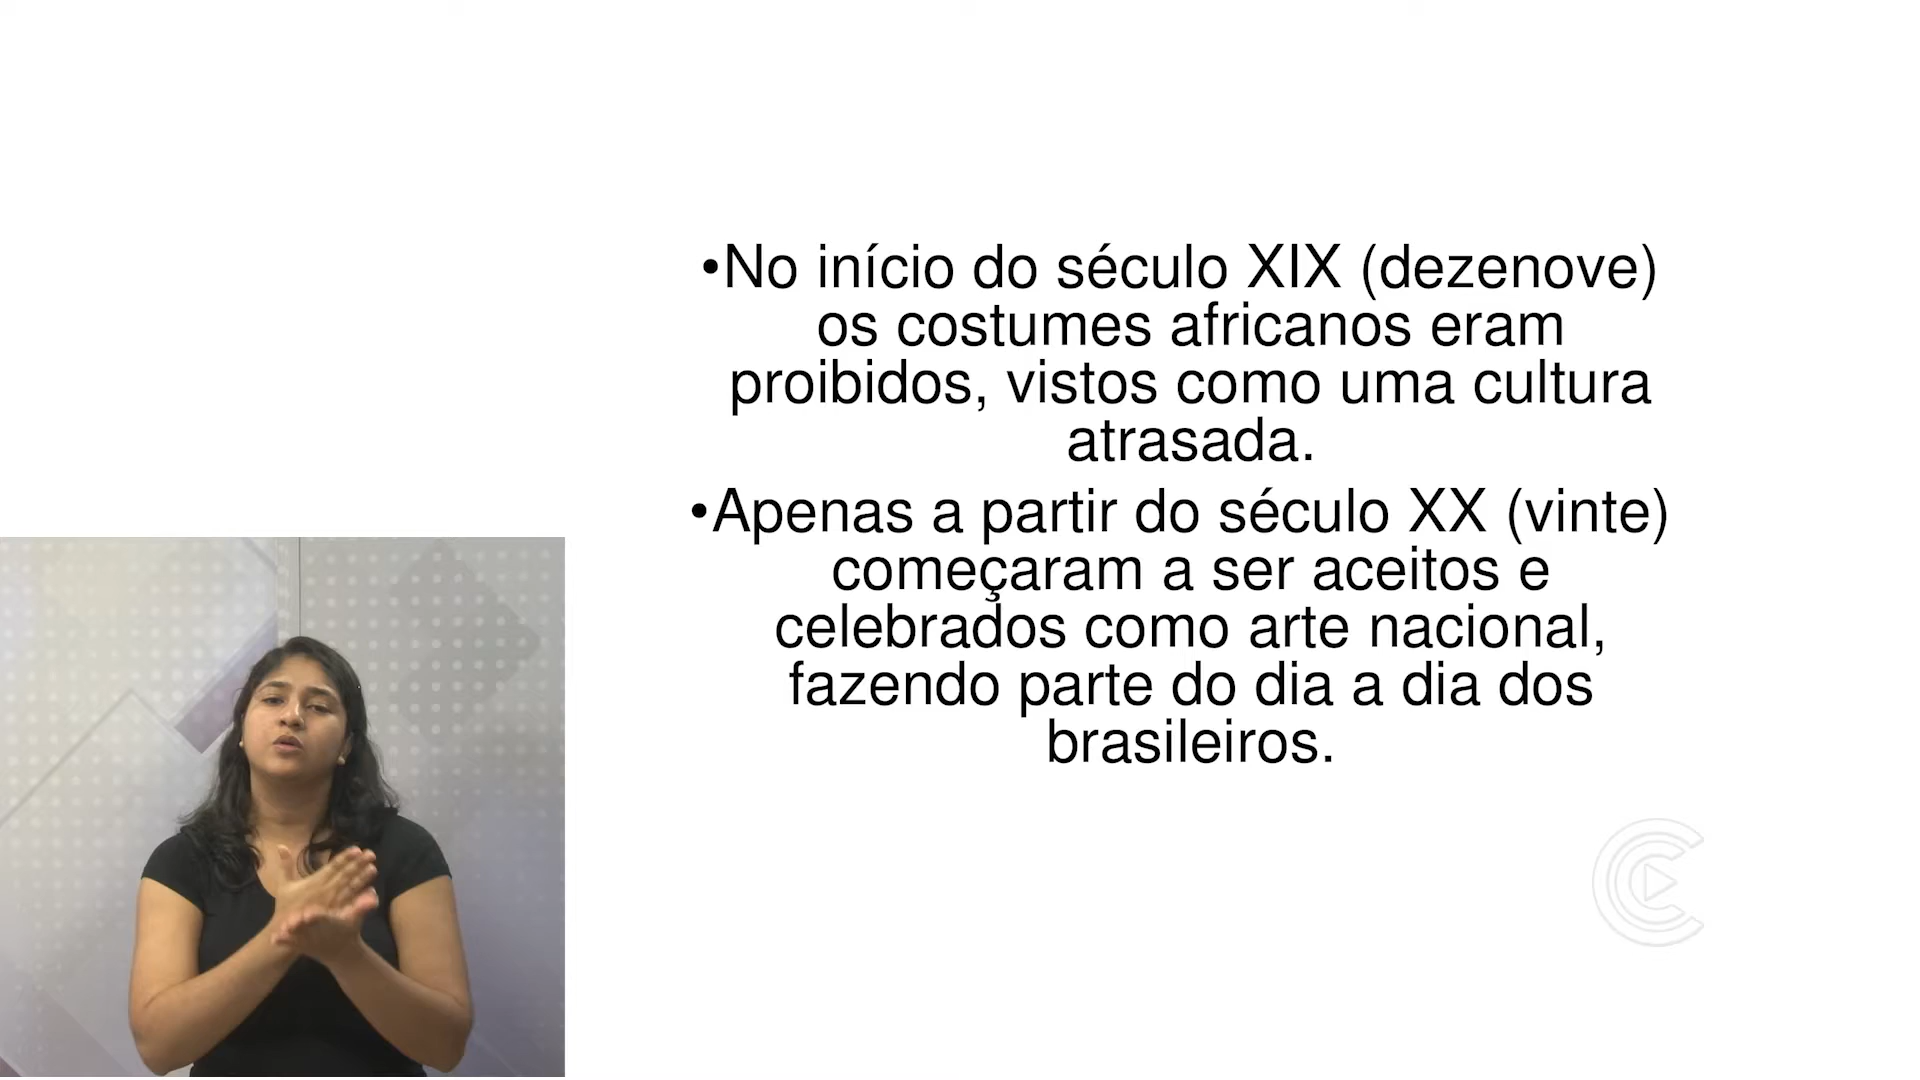 •No início do século XIX (dezenove)
os costumes africanos eram
proibidos, vistos como uma cultura
atrasada.
•Apenas a partir do século XX (vinte)
começaram a ser aceitos e
celebrados como arte nacional,
fazendo parte do dia a dia dos
brasileiros.